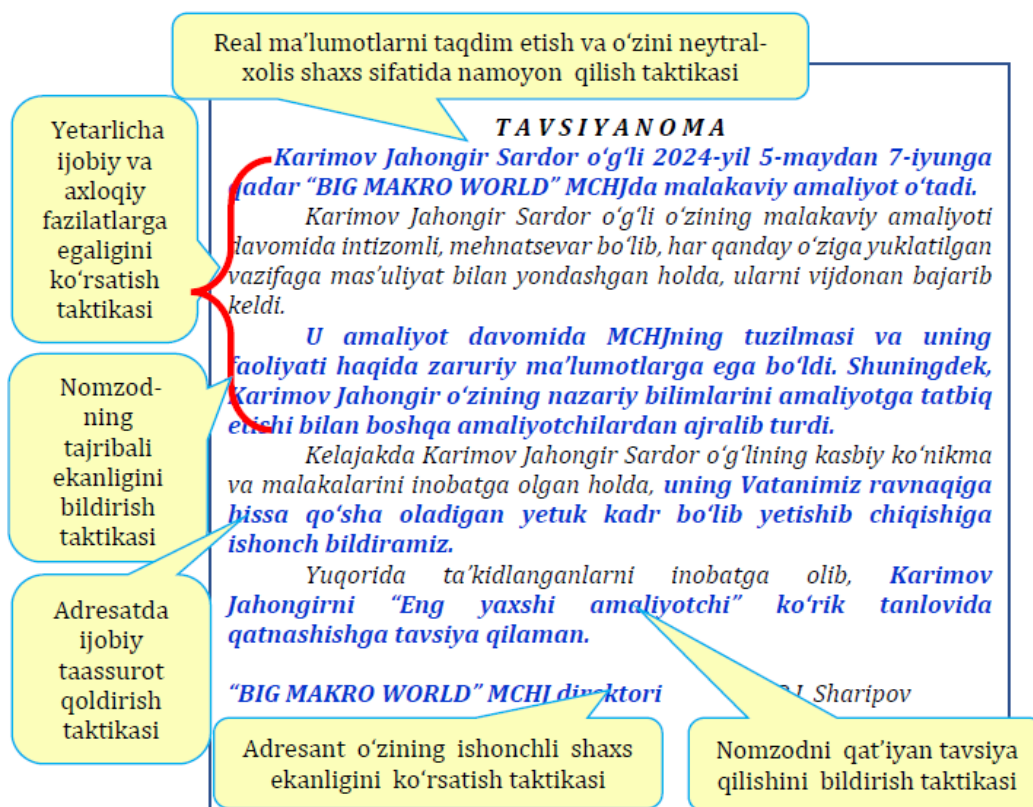 Real ma’lumotlarni taqdim etish va o‘zini neytral-
xolis shaxs sifatida namoyon qilish taktikasi
Yetarlicha
ijobiy va
axloqiy
fazilatlarga
egaligini
ko‘rsatish
taktikasi
Nomzod-
ning
tajribali
ekanligini
bildirish
taktikasi
Adresatda
ijobiy
taassurot
qoldirish
taktikasi
T A V S I Y A N O M A
Karimov Jahongir Sardor o‘g‘li 2024-yil 5-maydan 7-iyunga
qadar “BIG MAKRO WORLD” MCHJda malakaviy amaliyot o‘tadi.
Karimov Jahongir Sardor o‘g‘li o‘zining malakaviy amaliyoti
davomida intizomli, mehnatsevar bo‘lib, har qanday o‘ziga yuklatilgan
vazifaga mas’uliyat bilan yondashgan holda, ularni vijdonan bajarib
keldi.
U amaliyot davomida MCHJning tuzilmasi va uning
faoliyati haqida zaruriy ma’lumotlarga ega bo‘ldi. Shuningdek,
Karimov Jahongir o‘zining nazariy bilimlarini amaliyotga tatbiq
etishi bilan boshqa amaliyotchilardan ajralib turdi.
Kelajakda Karimov Jahongir Sardor o‘g‘lining kasbiy ko‘nikma
va malakalarini inobatga olgan holda, uning Vatanimiz ravnaqiga
hissa qo‘sha oladigan yetuk kadr bo‘lib yetishib chiqishiga
ishonch bildiramiz.
Yuqorida ta’kidlanganlarni inobatga olib, Karimov
Jahongirni “Eng yaxshi amaliyotchi” ko‘rik tanlovida
qatnashishga tavsiya qilaman.
“BIG MAKRO WORLD” MCHJ direktori Sharipov
Adresant o‘zining ishonchli shaxs
ekanligini ko‘rsatish taktikasi
Nomzodni qat’iyan tavsiya
qilishini bildirish taktikasi